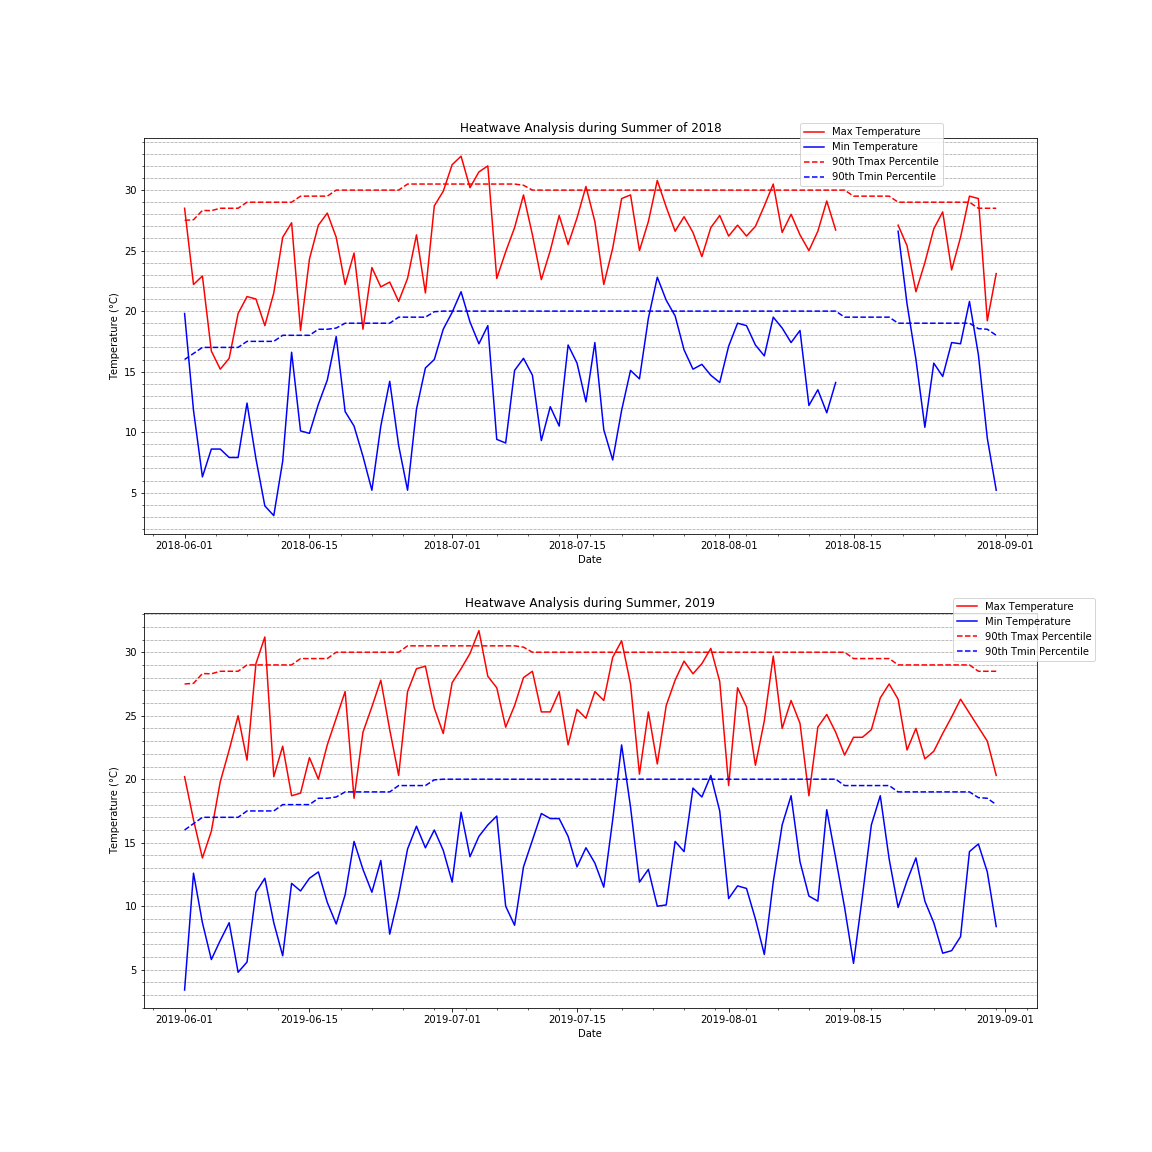 Heatwave Analysis during Summer of 2018
Max Temperature
Min Temperature
90th Tmax Percentile
90th Tmin Percentile
Temperature (°C)
30
25
20
15
10
5
2018-06-01 2018-06-15 2018-07-01 2018-07-15 2018-08-01 2018-08-15 2018-09-01
Date
Heatwave Analysis during Summer, 2019
Max Temperature
Min Temperature
90th Tmax Percentile
90th Tmin Percentile
Temperature (°C)
30
25
20
15
10
5
2019-06-01 2019-06-15 2019-07-01 2019-07-15 2019-08-01 2019-08-15 2019-09-01
Date